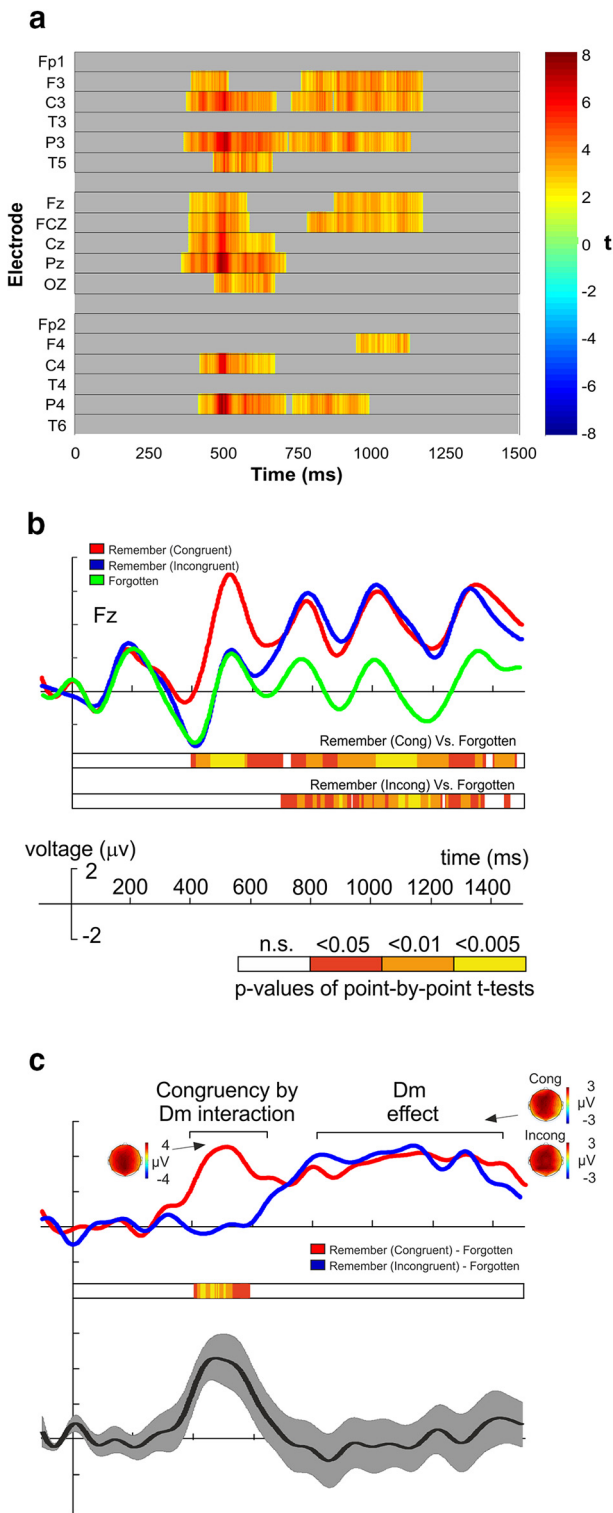 a
Fp1
F3
C3
T3
P3
T5
Fz
FCZ
Cz
Pz
OZ
Fp2
F4
C4
T4
P4
T6
Electrode
0 250 500 750 1000 1500
Time (ms)
8
6
4
2
0
-2
-4
-6
-8
t
b
Remember (Congruent)
Remember (Incongruent)
Forgotten
Fz
Remember (Cong) Vs. Forgotten
Remember (Incong) Vs. Forgotten
voltage (μv)
time (ms)
2
200 400 600 800 1000 1200 1400
-2
n.s. <0.05 <0.01 <0.005
p-values of point-by-point t-tests
c
Congruency by
Dm interaction
Dm
effect
4
μV
-4
Cong
3
μV
-3
Incong
3
μV
-3
Remember (Congruent) - Forgotten
Remember (Incongruent) - Forgotten